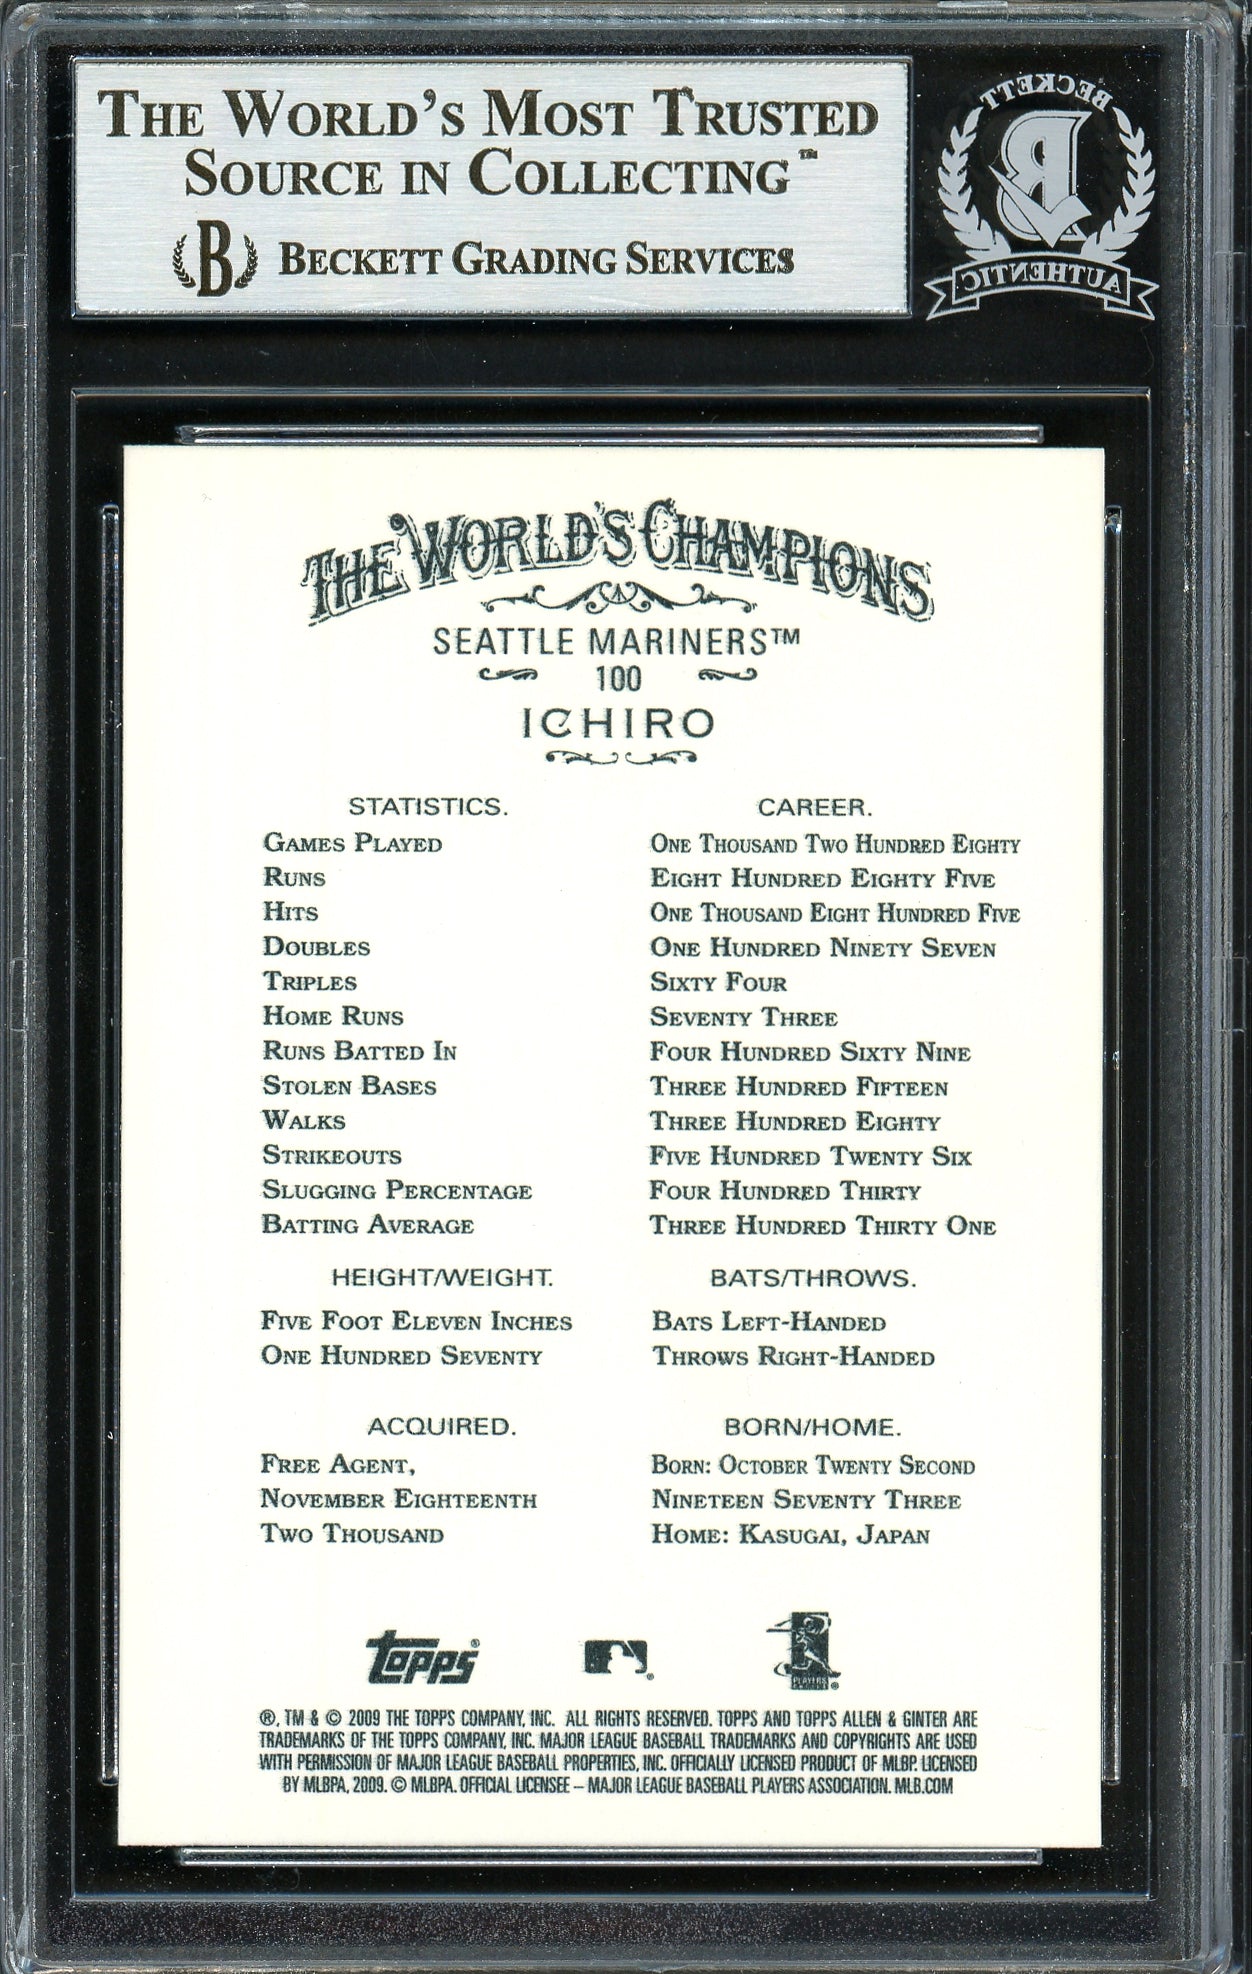 THE WORLD'S MOST TRUSTED
SOURCE IN COLLECTING™
B BECKETT GRADING SERVICES
BECKETT
B
AUTHENTIC
THE WORLD'S CHAMPIONS
SEATTLE MARINERS™
100
ICHIRO
STATISTICS. CAREER.
GAMES PLAYED ONE THOUSAND TWO HUNDRED EIGHTY
RUNS EIGHT HUNDRED EIGHTY FIVE
HITS ONE THOUSAND EIGHT HUNDRED FIVE
DOUBLES ONE HUNDRED NINETY SEVEN
TRIPLES SIXTY FOUR
HOME RUNS SEVENTY THREE
RUNS BATTED IN FOUR HUNDRED SIXTY NINE
STOLEN BASES THREE HUNDRED FIFTEEN
WALKS THREE HUNDRED EIGHTY
STRIKEOUTS FIVE HUNDRED TWENTY SIX
SLUGGING PERCENTAGE FOUR HUNDRED THIRTY
BATTING AVERAGE THREE HUNDRED THIRTY ONE
HEIGHT/WEIGHT. BATS/THROWS.
FIVE FOOT ELEVEN INCHES BATS LEFT-HANDED
ONE HUNDRED SEVENTY THROWS RIGHT-HANDED
ACQUIRED. BORN/HOME.
FREE AGENT, BORN: OCTOBER TWENTY SECOND
NOVEMBER EIGHTEENTH NINETEEN SEVENTY THREE
TWO THOUSAND HOME: KASUGAI, JAPAN
topps®
PLAYERS
®, TM & © 2009 THE TOPPS COMPANY, INC. ALL RIGHTS RESERVED. TOPPS AND TOPPS ALLEN & GINTER ARE
TRADEMARKS OF THE TOPPS COMPANY, INC. MAJOR LEAGUE BASEBALL TRADEMARKS AND COPYRIGHTS ARE USED
WITH PERMISSION OF MAJOR LEAGUE BASEBALL PROPERTIES, INC. OFFICIALLY LICENSED PRODUCT OF MLBP. LICENSED
BY MLBPA, 2009. © MLBPA. OFFICIAL LICENSEE – MAJOR LEAGUE BASEBALL PLAYERS ASSOCIATION. MLB.COM